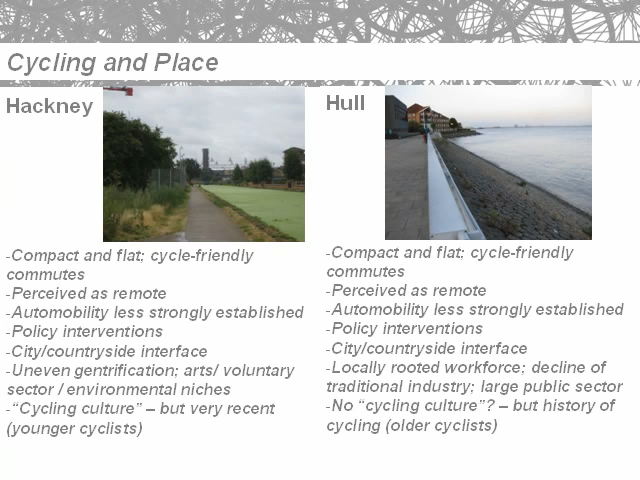 Cycling and Place
Hackney
-Compact and flat; cycle-friendly
commutes
-Perceived as remote
-Automobility less strongly established
-Policy interventions
-City/countryside interface
-Uneven gentrification; arts/ voluntary
sector / environmental niches
-“Cycling culture” – but very recent
(younger cyclists)
Hull
-Compact and flat; cycle-friendly
commutes
-Perceived as remote
-Automobility less strongly established
-Policy interventions
-City/countryside interface
-Locally rooted workforce; decline of
traditional industry; large public sector
-No “cycling culture”? – but history of
cycling (older cyclists)